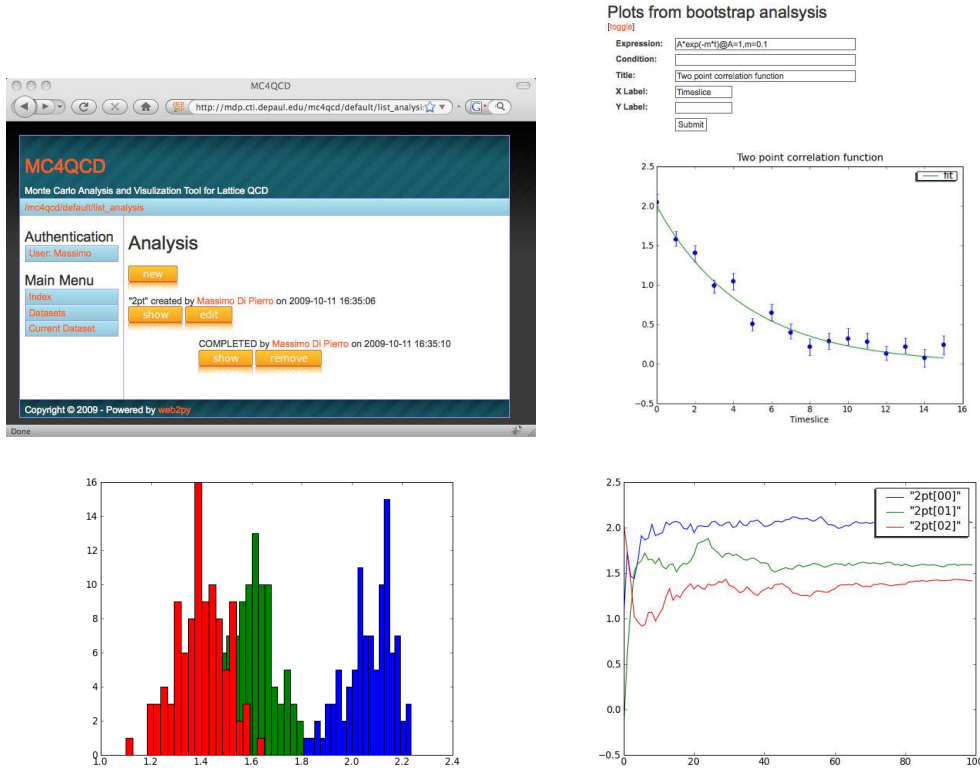 MC4QCD
http://mdp.cti.depaul.edu/mc4qcd/default/list_analysi
MC4QCD
Monte Carlo Analysis and Visulization Tool for Lattice QCD
/mc4qcd/default/list_analysis
Authentication
User: Massimo
Main Menu
Index
Datasets
Current Dataset
Analysis
new
"2pt" created by Massimo Di Pierro on 2009-10-11 16:35:06
show edit
COMPLETED by Massimo Di Pierro on 2009-10-11 16:35:10
show remove
Copyright © 2009 - Powered by web2py
Done
Plots from bootstrap analsysis
[toggle]
Expression: A*exp(-m*t)@A=1,m=0.1
Condition:
Title: Two point correlation function
X Label: Timeslice
Y Label:
Submit
Two point correlation function
fit
2.5
2.0
1.5
1.0
0.5
0.0
−0.5
0 2 4 6 8 10 12 14 16
Timeslice
16
14
12
10
8
6
4
2
0
1.0 1.2 1.4 1.6 1.8 2.0 2.2 2.4
"2pt[00]"
"2pt[01]"
"2pt[02]"
2.5
2.0
1.5
1.0
0.5
0.0
−0.5
0 20 40 60 80 100